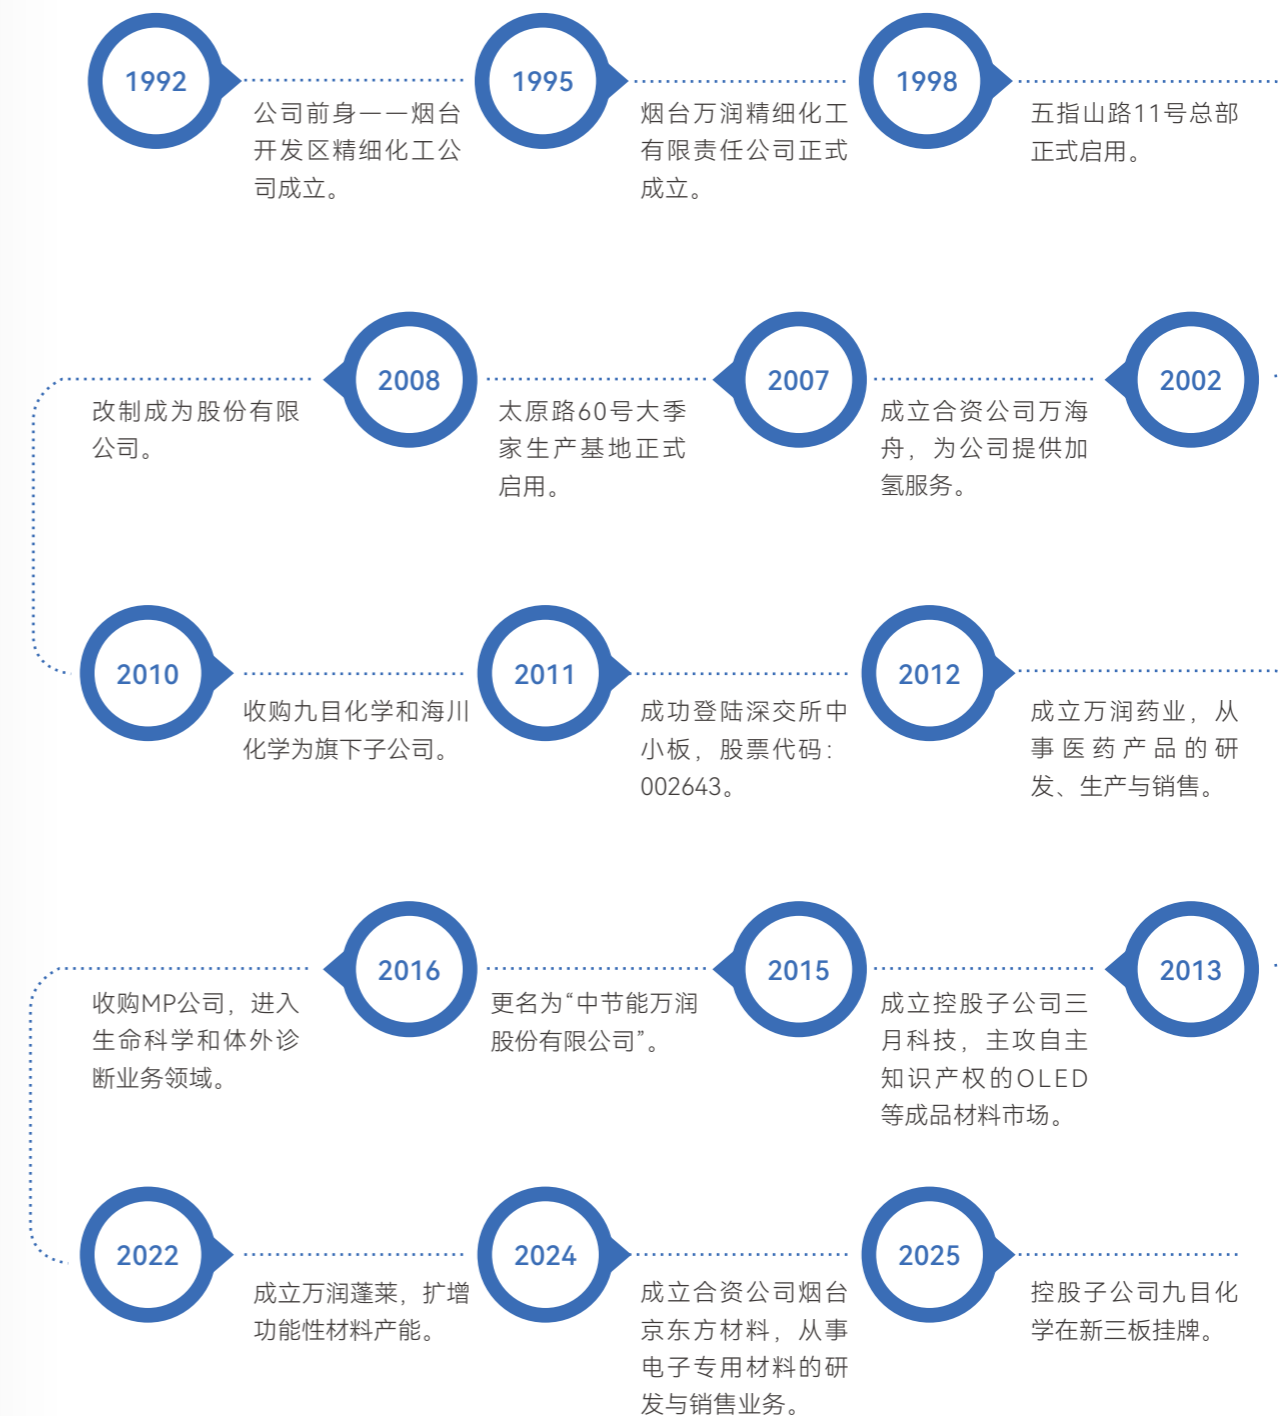 1992
公司前身——烟台
开发区精细化工公
司成立。
1995
烟台万润精细化工
有限责任公司正式
成立。
1998
五指山路11号总部
正式启用。
2002
成立合资公司万海
舟，为公司提供加
氢服务。
2007
太原路60号大季
家生产基地正式
启用。
2008
改制成为股份有限
公司。
2010
收购九目化学和海川
化学为旗下子公司。
2011
成功登陆深交所中
小板，股票代码：
002643。
2012
成立万润药业，从
事医药产品的研
发、生产与销售。
2013
成立控股子公司三
月科技，主攻自主
知识产权的OLED
等成品材料市场。
2015
更名为“中节能万润
股份有限公司”。
2016
收购MP公司，进入
生命科学和体外诊
断业务领域。
2022
成立万润蓬莱，扩增
功能性材料产能。
2024
成立合资公司烟台
京东方材料，从事
电子专用材料的研
发与销售业务。
2025
控股子公司九目化
学在新三板挂牌。